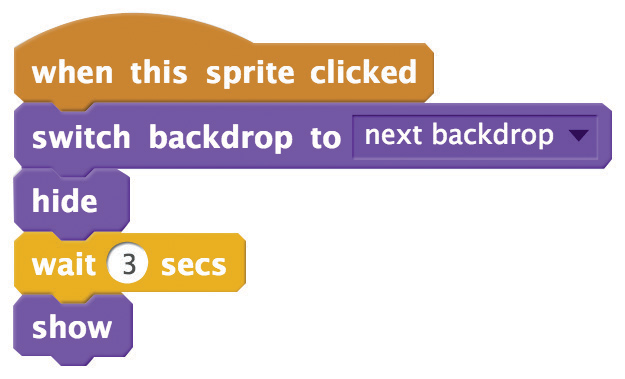 when this sprite clicked
switch backdrop to next backdrop
hide
wait 3 secs
show